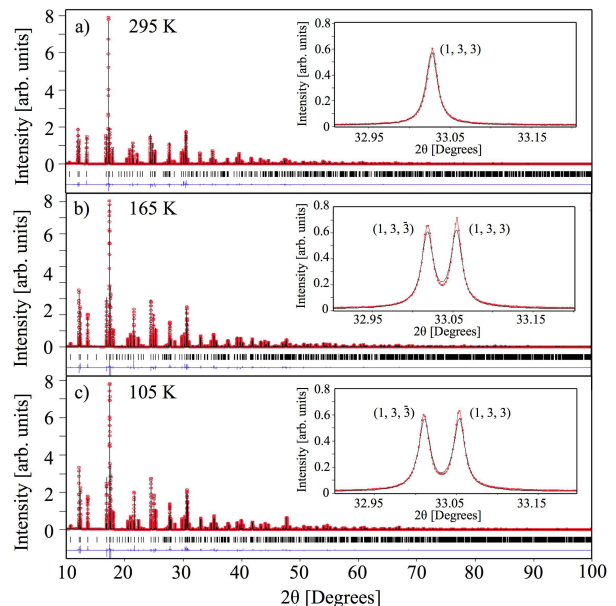 a) 295 K
Intensity [arb. units]
8
6
4
2
0
Intensity [arb. units]
0.8
0.6
0.4
0.2
0
(1, 3, 3)
32.95 33.05 33.15
2θ [Degrees]
b) 165 K
Intensity [arb. units]
8
6
4
2
0
Intensity [arb. units]
0.8
0.6
0.4
0.2
0
(1, 3, 3̄) (1, 3, 3)
32.95 33.05 33.15
2θ [Degrees]
c) 105 K
Intensity [arb. units]
8
6
4
2
0
Intensity [arb. units]
0.8
0.6
0.4
0.2
0
(1, 3, 3̄) (1, 3, 3)
32.95 33.05 33.15
2θ [Degrees]
10 20 30 40 50 60 70 80 90 100
2θ [Degrees]